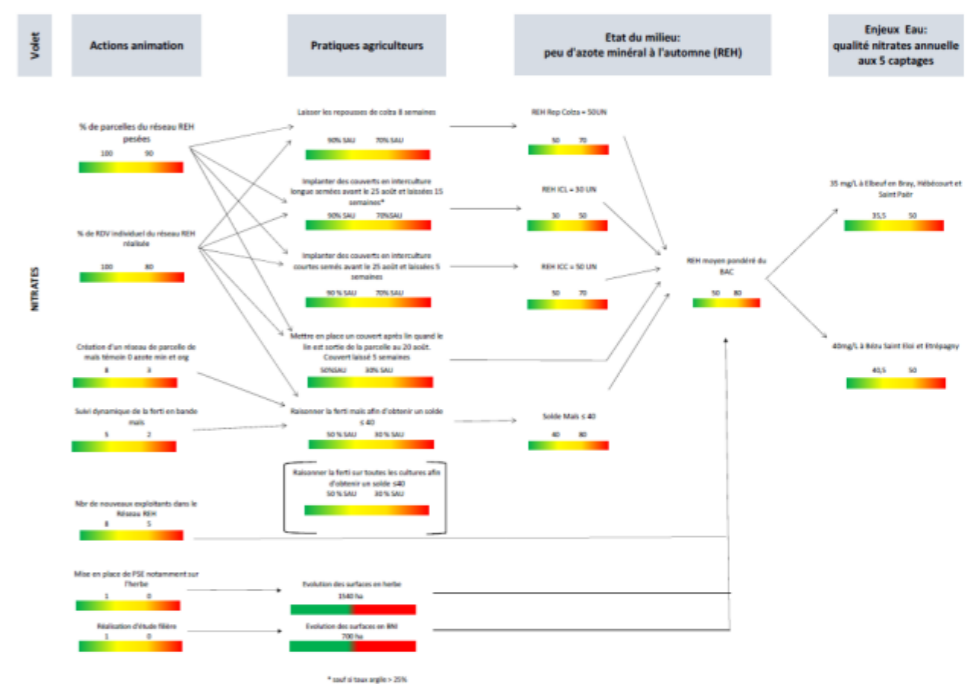 Volet
Actions animation
Pratiques agriculteurs
Etat du milieu:
peu d'azote minéral à l'automne (REH)
Enjeux Eau:
qualité nitrates annuelle
aux 5 captages
NITRATES
% de parcelles du réseau REH
pesées
100 90
% de RDV individuel du réseau REH
réalisée
100 80
Création d'un réseau de parcelle de
maïs témoin 0 azote min et org
8 3
Suivi dynamique de la ferti en bande
maïs
5 2
Nbr de nouveaux exploitants dans le
Réseau REH
8 5
Mise en place de PSE notamment sur
l'herbe
1 0
Réalisation d'étude filière
1 0
Laisser les repousses de colza 8 semaines
90% SAU 70% SAU
Implanter des couverts en interculture
longue semées avant le 25 août et laissées 15
semaines*
90% SAU 70%SAU
Implanter des couverts en interculture
courtes semés avant le 25 août et laissées 5
semaines
90 % SAU 70% SAU
Mettre en place un couvert après lin quand le
lin est sortie de la parcelle au 20 août.
Couvert laissé 5 semaines
50%SAU 30% SAU
Raisonner la ferti maïs afin d'obtenir un solde
≤ 40
50 % SAU 30 % SAU
Raisonner la ferti sur toutes les cultures afin
d'obtenir un solde ≤40
50 % SAU 30 % SAU
Evolution des surfaces en herbe
1540 ha
Evolution des surfaces en BNI
700 ha
* sauf si taux argile > 25%
REH Rep Colza = 50UN
50 70
REH ICL = 30 UN
30 50
REH ICC = 50 UN
50 70
Solde Maïs ≤ 40
40 80
REH moyen pondéré du
BAC
50 80
35 mg/L à Elbeuf en Bray, Hébécourt et
Saint Paër
35,5 50
40mg/L à Bézu Saint Eloi et Etrépagny
40,5 50